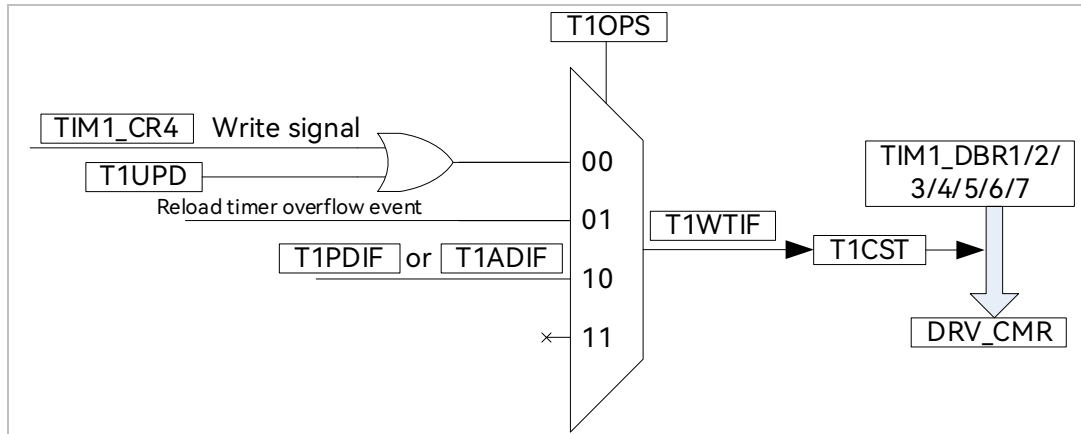 T1OPS
TIM1_CR4 Write signal
00
T1UPD
TIM1_DBR1/2/
3/4/5/6/7
Reload timer overflow event
01
T1WTIF
T1PDIF or T1ADIF
T1CST
10
11
DRV_CMR